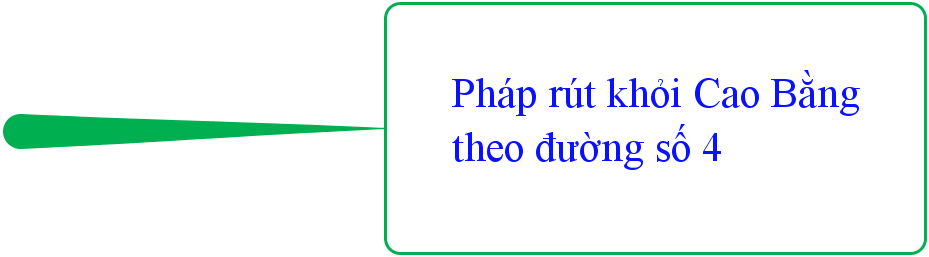 Pháp rút khỏi Cao Bằng
theo đường số 4